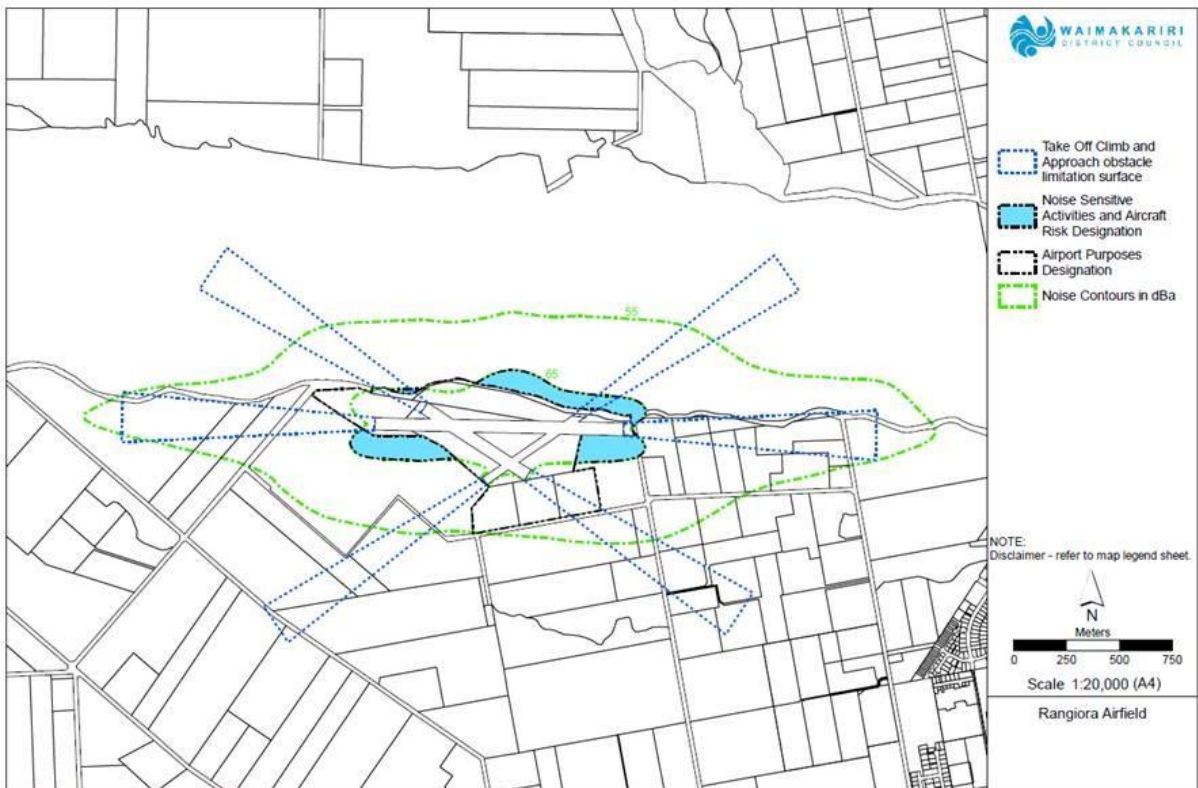 WAIMAKARIRI
DISTRICT COUNCIL
Take Off Climb and
Approach obstacle
limitation surface
Noise Sensitive
Activities and Aircraft
Risk Designation
Airport Purposes
Designation
Noise Contours in dBa
55
65
NOTE:
Disclaimer - refer to map legend sheet.
N
Meters
0 250 500 750
Scale 1:20,000 (A4)
Rangiora Airfield